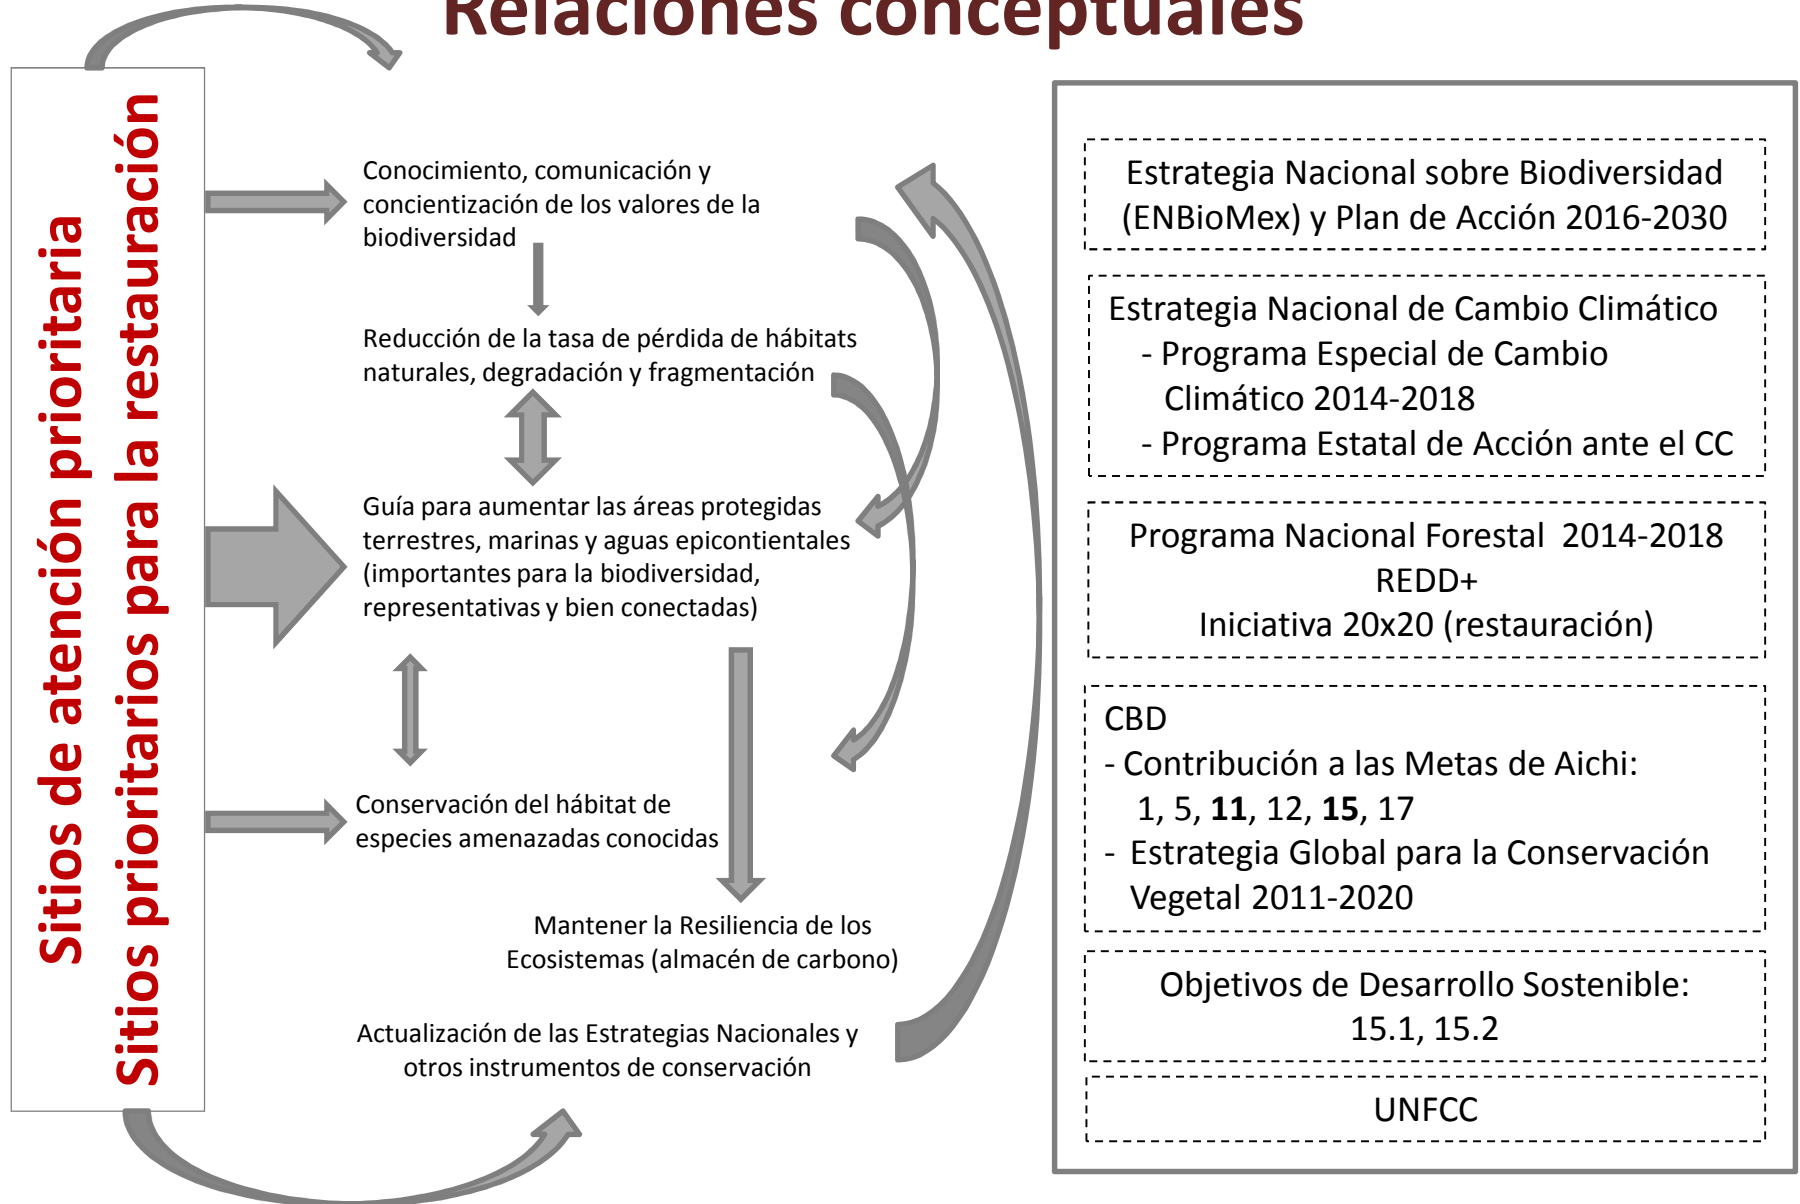 Relaciones conceptuales
Sitios de atención prioritaria
Sitios prioritarios para la restauración
Conocimiento, comunicación y
concientización de los valores de la
biodiversidad
Reducción de la tasa de pérdida de hábitats
naturales, degradación y fragmentación
Guía para aumentar las áreas protegidas
terrestres, marinas y aguas epicontientales
(importantes para la biodiversidad,
representativas y bien conectadas)
Conservación del hábitat de
especies amenazadas conocidas
Mantener la Resiliencia de los
Ecosistemas (almacén de carbono)
Actualización de las Estrategias Nacionales y
otros instrumentos de conservación
Estrategia Nacional sobre Biodiversidad
(ENBioMex) y Plan de Acción 2016-2030
Estrategia Nacional de Cambio Climático
- Programa Especial de Cambio
Climático 2014-2018
- Programa Estatal de Acción ante el CC
Programa Nacional Forestal 2014-2018
REDD+
Iniciativa 20x20 (restauración)
CBD
- Contribución a las Metas de Aichi:
1, 5, 11, 12, 15, 17
- Estrategia Global para la Conservación
Vegetal 2011-2020
Objetivos de Desarrollo Sostenible:
15.1, 15.2
UNFCC